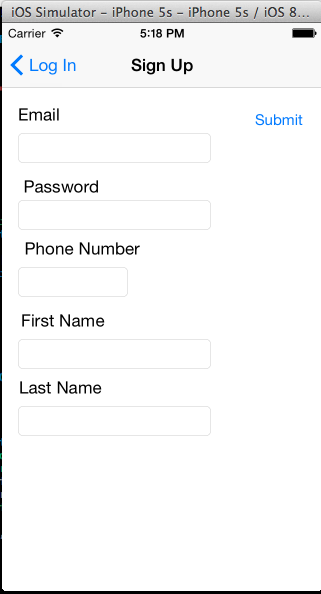 iOS Simulator – iPhone 5s – iPhone 5s / iOS 8...
Carrier 5:18 PM
Log In Sign Up
Email
Submit
Password
Phone Number
First Name
Last Name